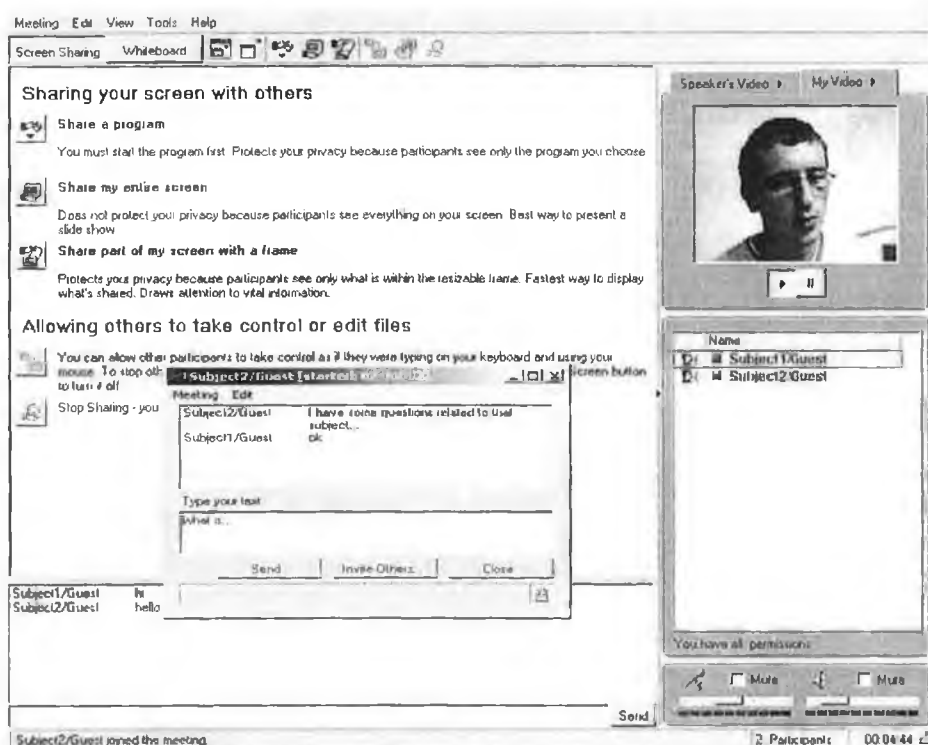 Meeting Edit View Tools Help
Screen Sharing Whiteboard
Speaker's Video My Video
Sharing your screen with others
Share a program
You must start the program first. Protects your privacy because participants see only the program you choose
Share my entire screen
Does not protect your privacy because participants see everything on your screen. Best way to present a
slide show
Share part of my screen with a frame
Protects your privacy because participants see only what is within the resizable frame. Fastest way to display
what's shared. Draws attention to vital information.
Allowing others to take control or edit files
You can allow other participants to take control as if they were typing on your keyboard and using your
mouse. To stop oth
Screen button
to turn it off
Stop Sharing - you
Subject2/Guest [started
Meeting Edit
Subject2/Guest I have some questions related to that
subject...
Subject1/Guest ok
Type your text
What is...
Send Invite Others Close
Subject1/Guest hi
Subject2/Guest hello
Send
Name
Subject1/Guest
Subject2/Guest
You have all permissions
Mute Mute
Subject2/Guest joined the meeting.
2 Participants 00:04:44